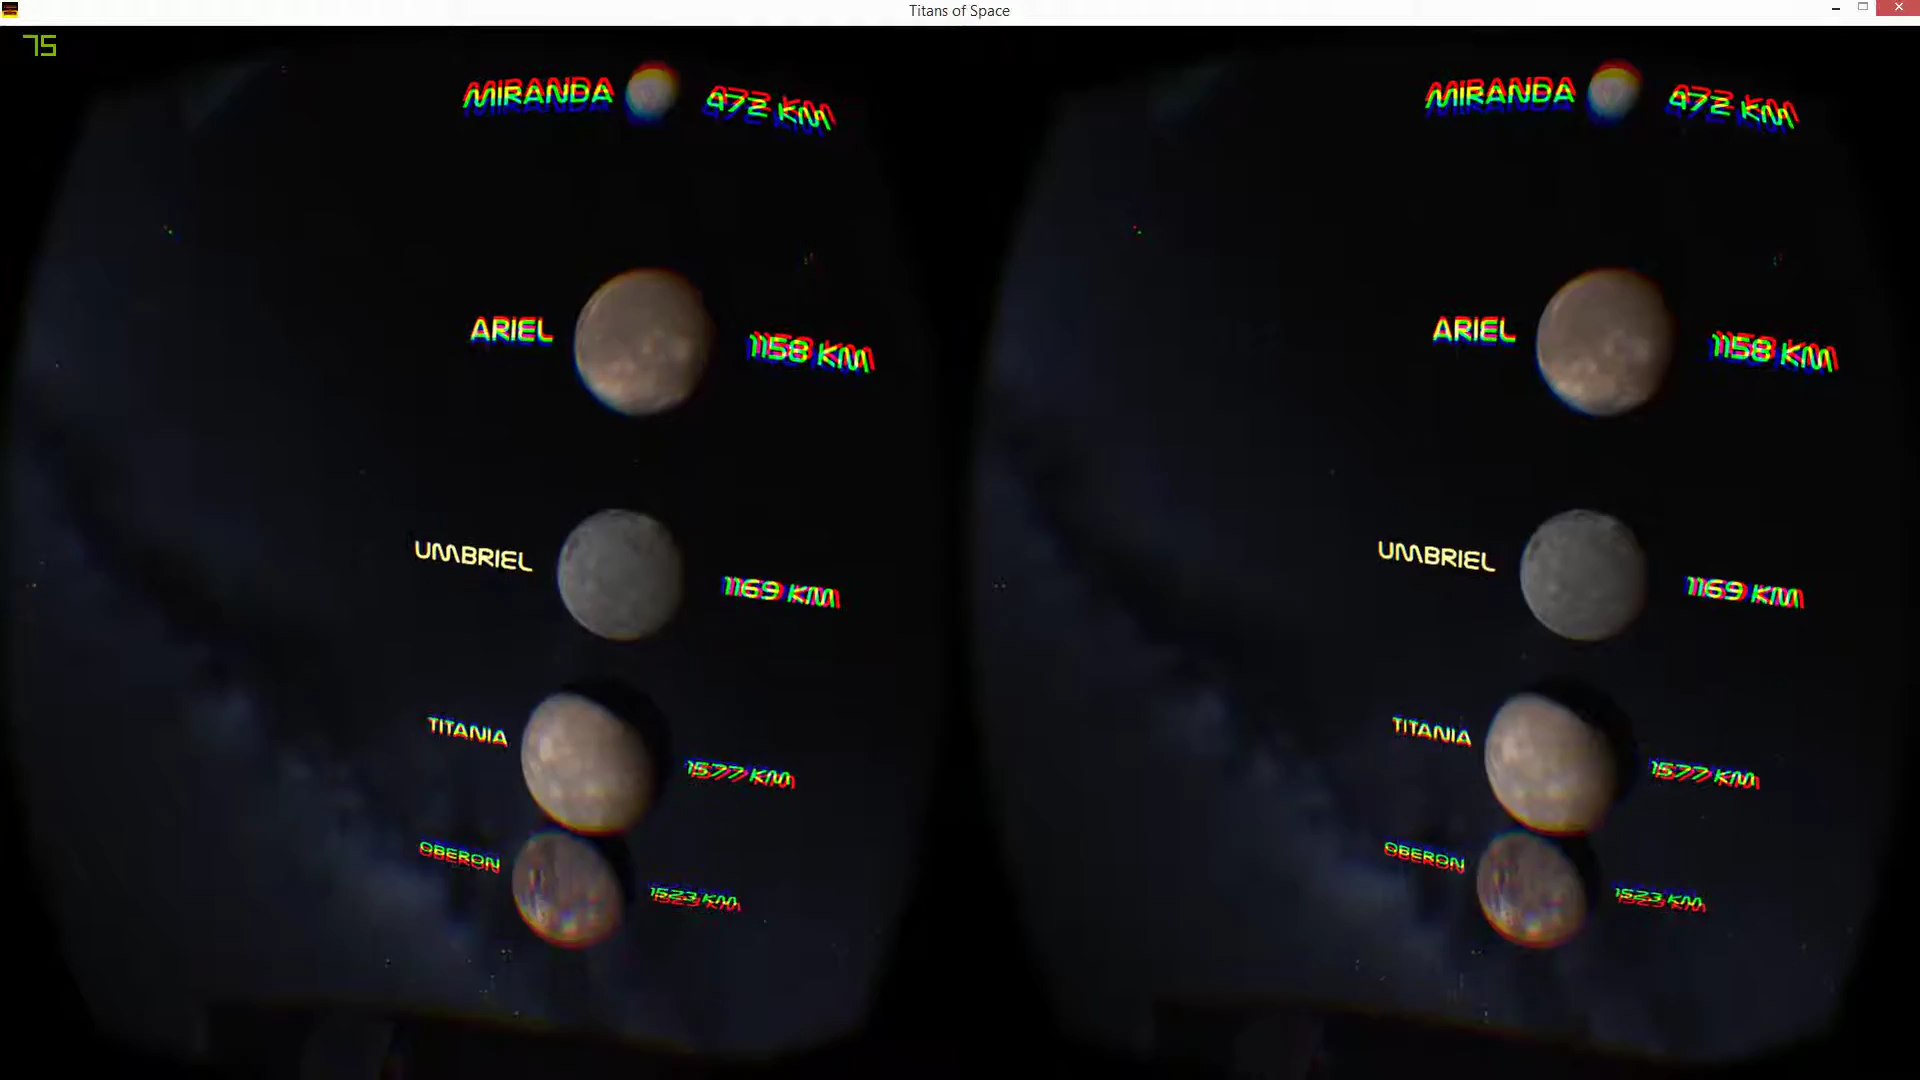 Titans of Space
75
MIRANDA 472 KM MIRANDA 472 KM
ARIEL 1158 KM ARIEL 1158 KM
UMBRIEL 1169 KM UMBRIEL 1169 KM
TITANIA 1577 KM TITANIA 1577 KM
OBERON 1523 KM OBERON 1523 KM